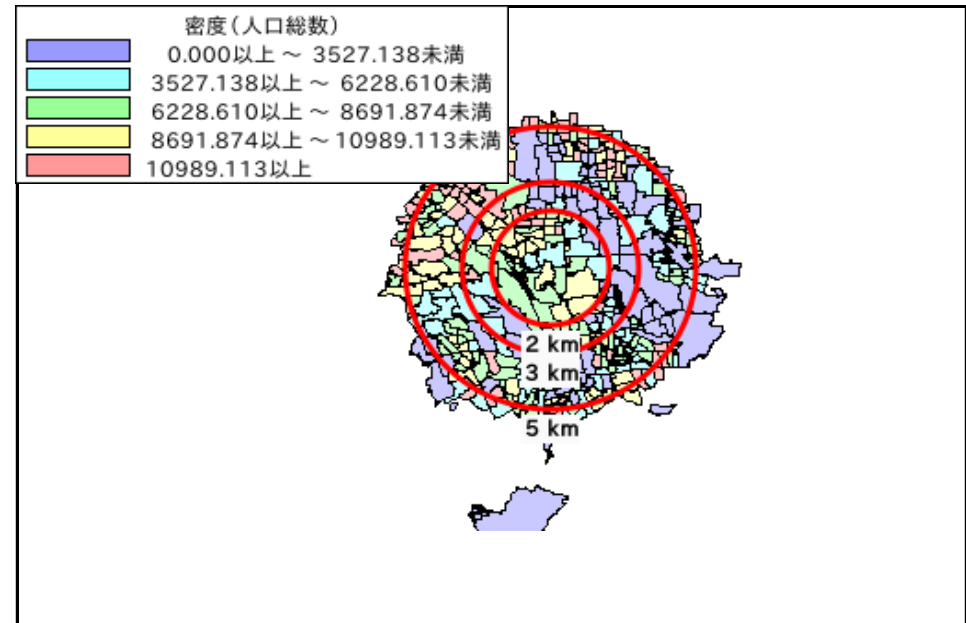 密度(人口総数)
0.000以上 ~ 3527.138未満
3527.138以上 ~ 6228.610未満
6228.610以上 ~ 8691.874未満
8691.874以上 ~ 10989.113未満
10989.113以上
2 km
3 km
5 km